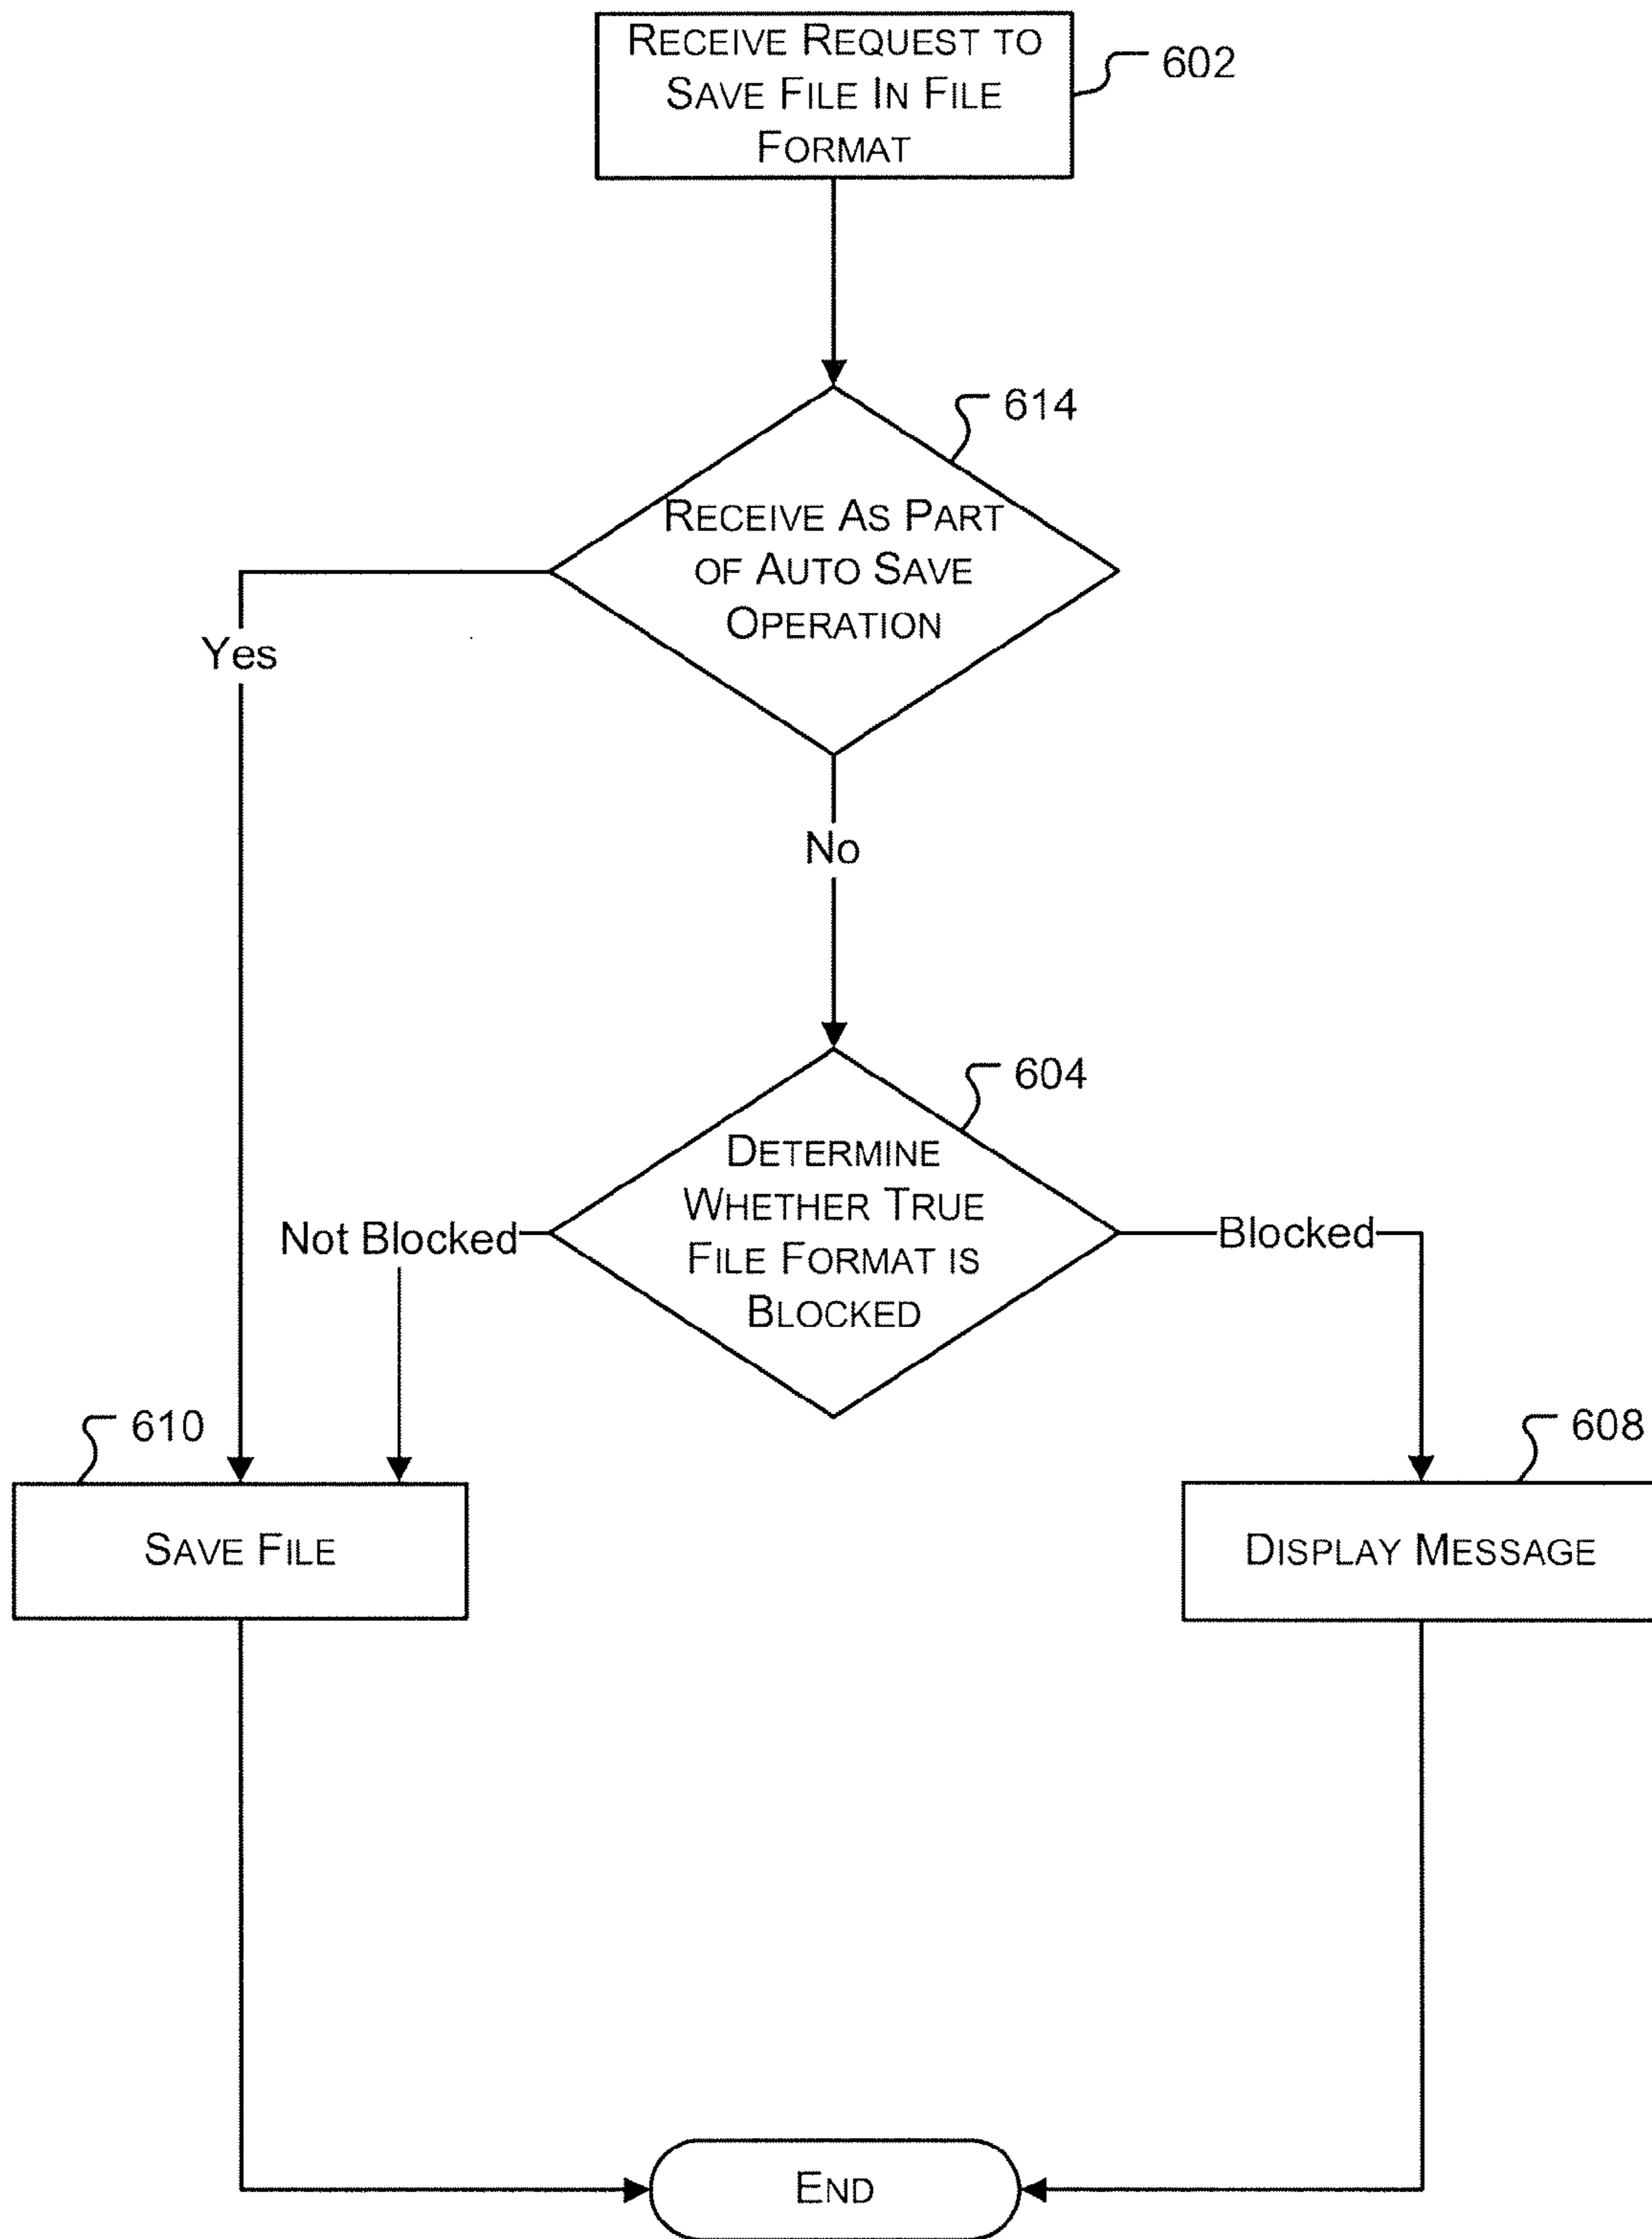 RECEIVE REQUEST TO
SAVE FILE IN FILE
FORMAT
602
614
RECEIVE AS PART
OF AUTO SAVE
OPERATION
Yes
No
604
DETERMINE
WHETHER TRUE
FILE FORMAT IS
BLOCKED
Not Blocked
Blocked
610
608
SAVE FILE
DISPLAY MESSAGE
END